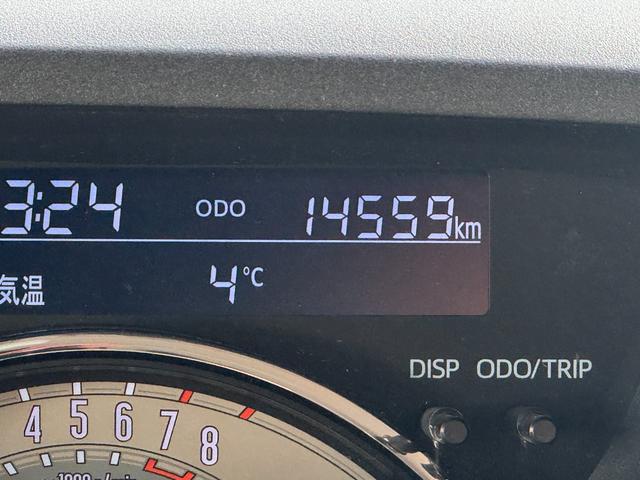 3:24 ODO 14559km
気温 4℃
DISP ODO/TRIP
4 5 6 7 8